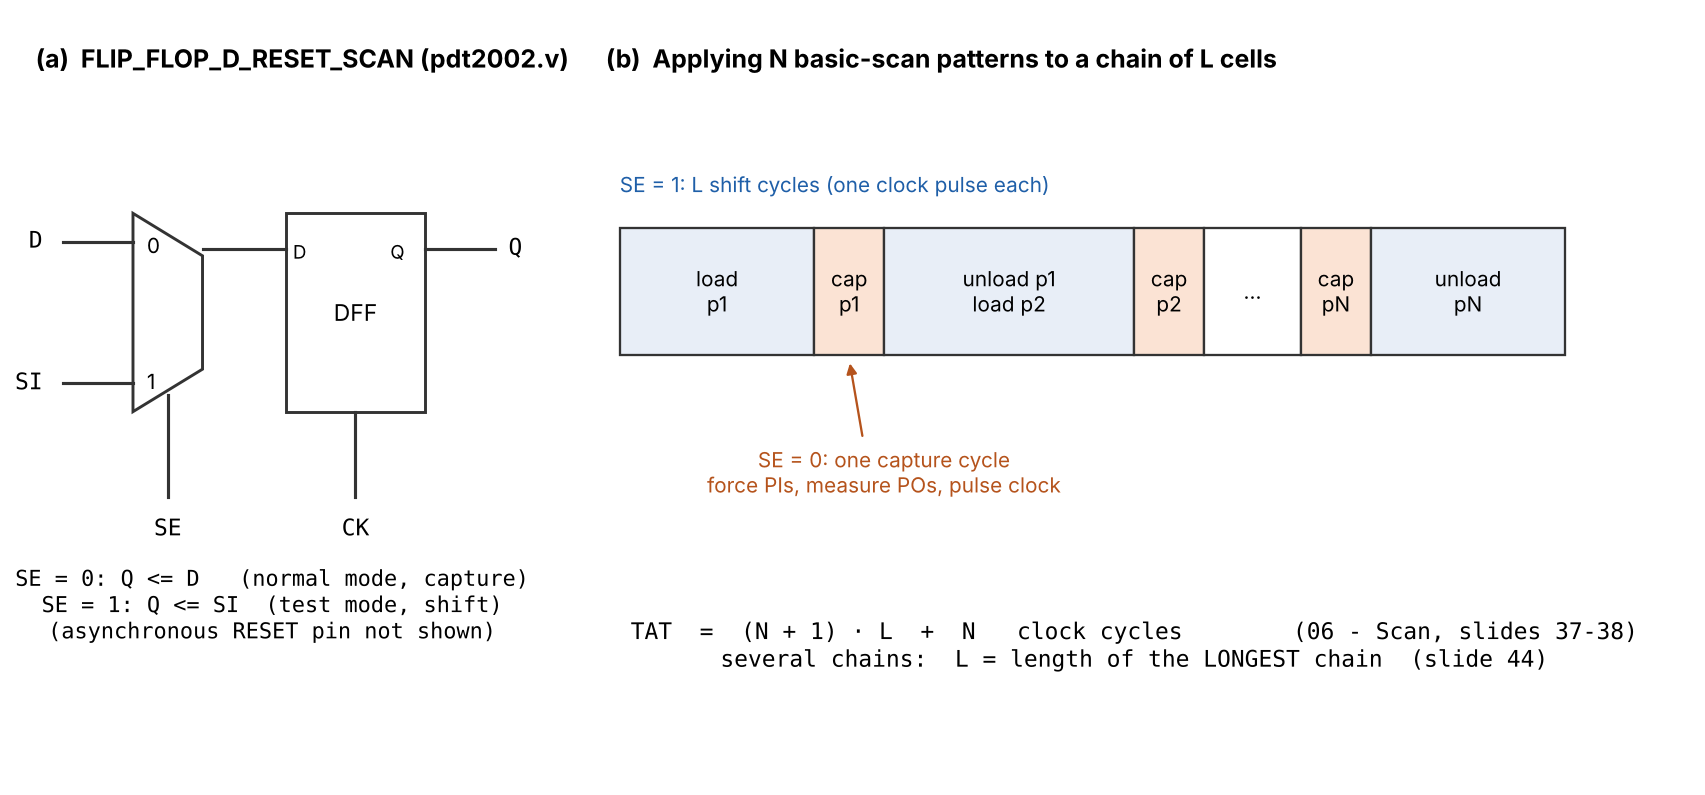 (a)  FLIP_FLOP_D_RESET_SCAN (pdt2002.v)
D
SI
0
1
D
Q
DFF
Q
SE
CK
SE = 0: Q <= D   (normal mode, capture)
SE = 1: Q <= SI  (test mode, shift)
(asynchronous RESET pin not shown)
(b)  Applying N basic-scan patterns to a chain of L cells
SE = 1: L shift cycles (one clock pulse each)
load
p1
cap
p1
unload p1
load p2
cap
p2
...
cap
pN
unload
pN
SE = 0: one capture cycle
force PIs, measure POs, pulse clock
TAT  =  (N + 1) · L  +  N   clock cycles        (06 - Scan, slides 37-38)
several chains:  L = length of the LONGEST chain  (slide 44)